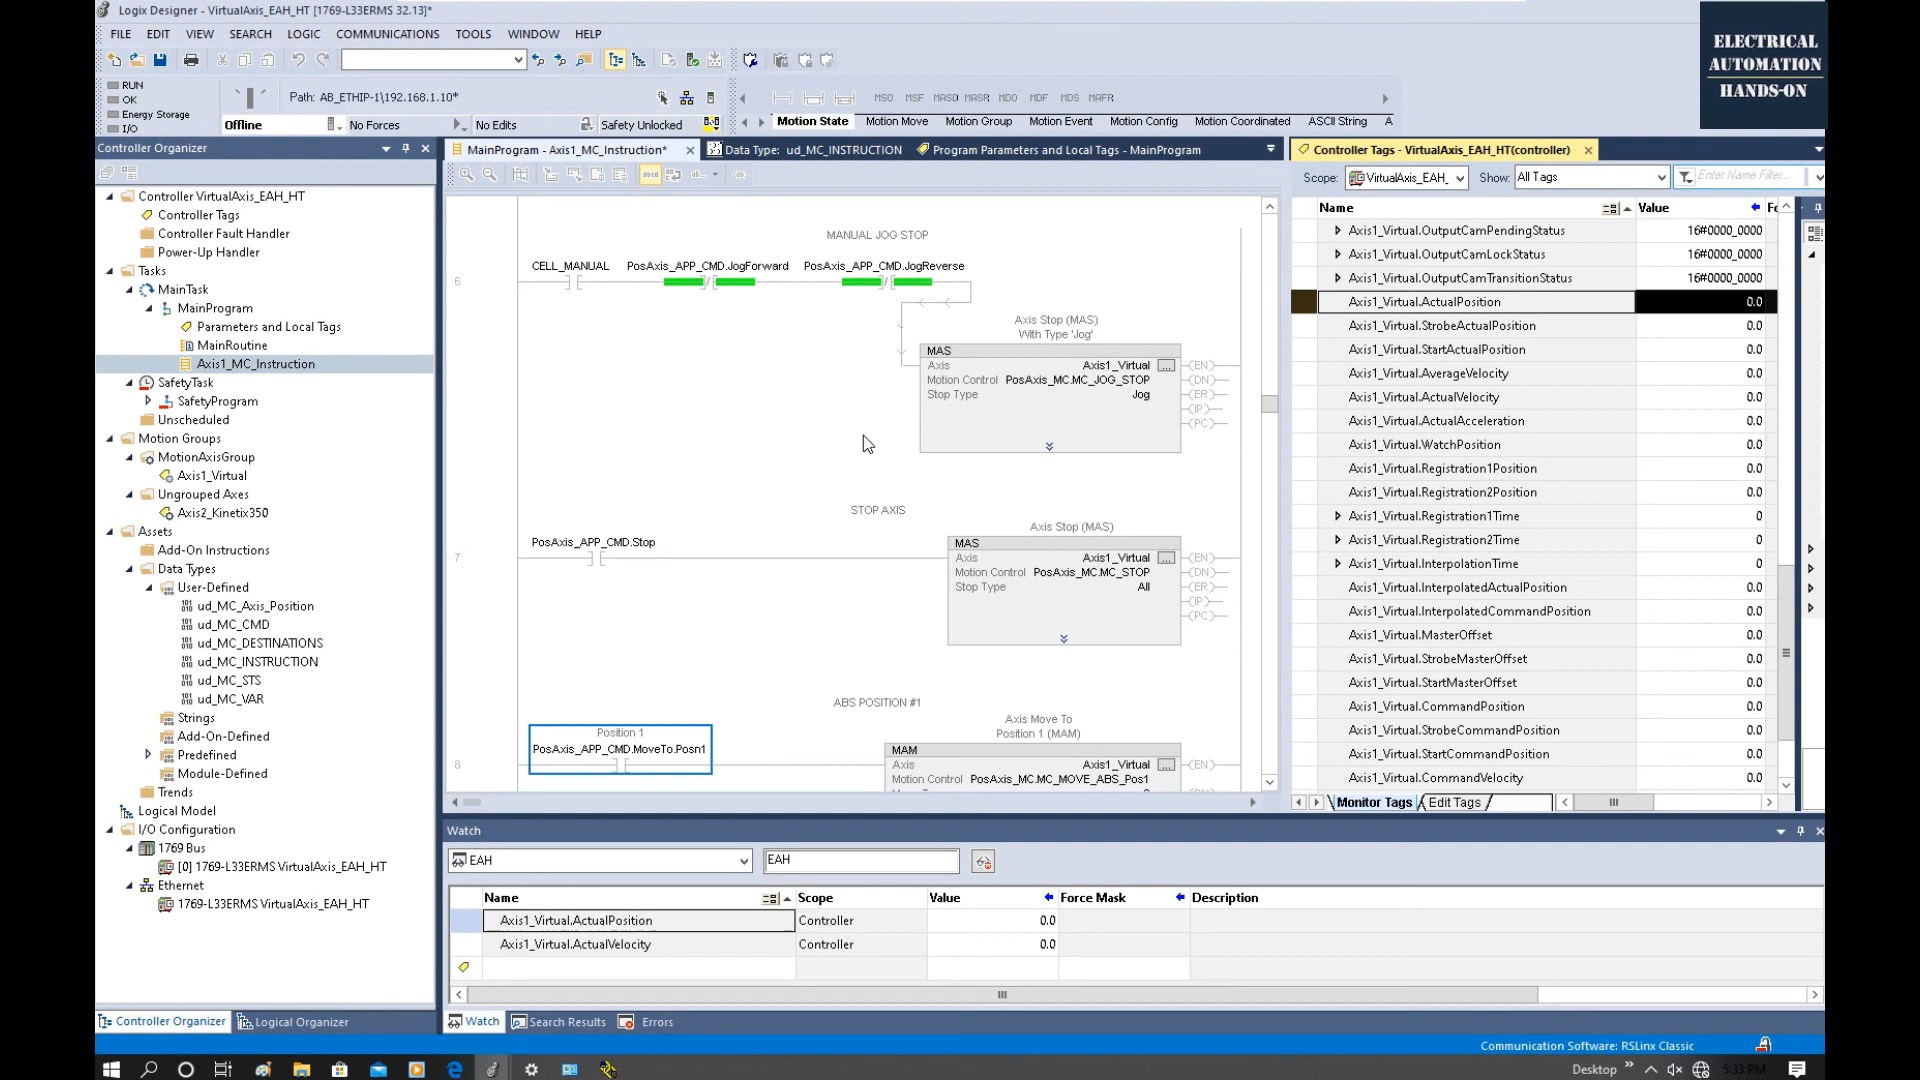 Logix Designer - VirtualAxis_EAH_HT [1769-L33ERMS 32.13]*
FILE EDIT VIEW SEARCH LOGIC COMMUNICATIONS TOOLS WINDOW HELP
ELECTRICAL
AUTOMATION
HANDS-ON
RUN
OK
Energy Storage
I/O
Path: AB_ETHIP-1\192.168.1.10*
MSO MSF MASD MASR MDO MDF MDS MAFR
Offline No Forces No Edits Safety Unlocked
Motion State Motion Move Motion Group Motion Event Motion Config Motion Coordinated ASCII String A
Controller Organizer
Controller VirtualAxis_EAH_HT
Controller Tags
Controller Fault Handler
Power-Up Handler
Tasks
MainTask
MainProgram
Parameters and Local Tags
MainRoutine
Axis1_MC_Instruction
SafetyTask
SafetyProgram
Unscheduled
Motion Groups
MotionAxisGroup
Axis1_Virtual
Ungrouped Axes
Axis2_Kinetix350
Assets
Add-On Instructions
Data Types
User-Defined
ud_MC_Axis_Position
ud_MC_CMD
ud_MC_DESTINATIONS
ud_MC_INSTRUCTION
ud_MC_STS
ud_MC_VAR
Strings
Add-On-Defined
Predefined
Module-Defined
Trends
Logical Model
I/O Configuration
1769 Bus
[0] 1769-L33ERMS VirtualAxis_EAH_HT
Ethernet
1769-L33ERMS VirtualAxis_EAH_HT
Controller Organizer Logical Organizer
MainProgram - Axis1_MC_Instruction* Data Type: ud_MC_INSTRUCTION Program Parameters and Local Tags - MainProgram
MANUAL JOG STOP
CELL_MANUAL PosAxis_APP_CMD.JogForward PosAxis_APP_CMD.JogReverse
6
Axis Stop (MAS)
With Type 'Jog'
MAS
Axis Axis1_Virtual ... (EN)
Motion Control PosAxis_MC.MC_JOG_STOP (DN)
Stop Type Jog (ER)
(IP)
(PC)
STOP AXIS
PosAxis_APP_CMD.Stop
7
Axis Stop (MAS)
MAS
Axis Axis1_Virtual ... (EN)
Motion Control PosAxis_MC.MC_STOP (DN)
Stop Type All (ER)
(IP)
(PC)
ABS POSITION #1
Position 1
PosAxis_APP_CMD.MoveTo.Posn1
8
Axis Move To
Position 1 (MAM)
MAM
Axis Axis1_Virtual ... (EN)
Motion Control PosAxis_MC.MC_MOVE_ABS_Pos1
Controller Tags - VirtualAxis_EAH_HT(controller)
Scope: VirtualAxis_EAH_ Show: All Tags Enter Name Filter...
Name Value Fo
Axis1_Virtual.OutputCamPendingStatus 16#0000_0000
Axis1_Virtual.OutputCamLockStatus 16#0000_0000
Axis1_Virtual.OutputCamTransitionStatus 16#0000_0000
Axis1_Virtual.ActualPosition 0.0
Axis1_Virtual.StrobeActualPosition 0.0
Axis1_Virtual.StartActualPosition 0.0
Axis1_Virtual.AverageVelocity 0.0
Axis1_Virtual.ActualVelocity 0.0
Axis1_Virtual.ActualAcceleration 0.0
Axis1_Virtual.WatchPosition 0.0
Axis1_Virtual.Registration1Position 0.0
Axis1_Virtual.Registration2Position 0.0
Axis1_Virtual.Registration1Time 0
Axis1_Virtual.Registration2Time 0
Axis1_Virtual.InterpolationTime 0
Axis1_Virtual.InterpolatedActualPosition 0.0
Axis1_Virtual.InterpolatedCommandPosition 0.0
Axis1_Virtual.MasterOffset 0.0
Axis1_Virtual.StrobeMasterOffset 0.0
Axis1_Virtual.StartMasterOffset 0.0
Axis1_Virtual.CommandPosition 0.0
Axis1_Virtual.StrobeCommandPosition 0.0
Axis1_Virtual.StartCommandPosition 0.0
Axis1_Virtual.CommandVelocity 0.0
Monitor Tags Edit Tags
Watch
EAH EAH
Name Scope Value Force Mask Description
Axis1_Virtual.ActualPosition Controller 0.0
Axis1_Virtual.ActualVelocity Controller 0.0
Watch Search Results Errors
Communication Software: RSLinx Classic
Desktop 5:33 PM